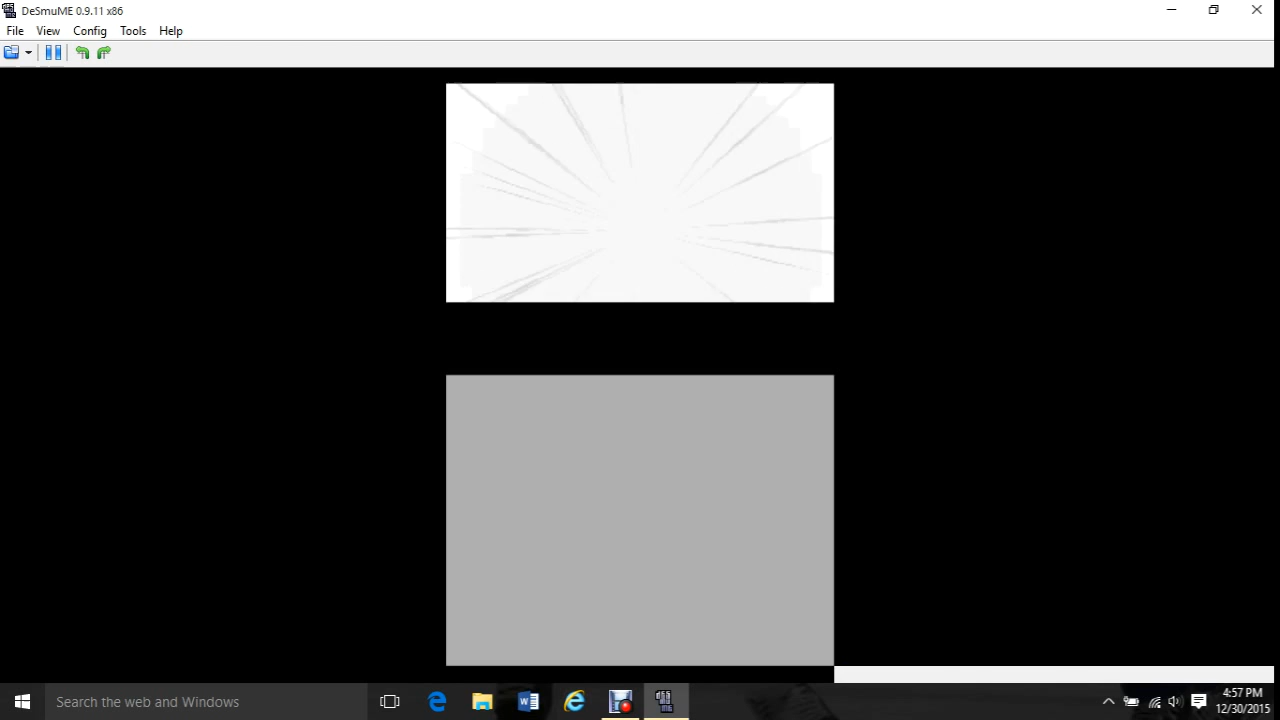 DeSmuME 0.9.11 x86
File View Config Tools Help
Search the web and Windows
4:57 PM
12/30/2015